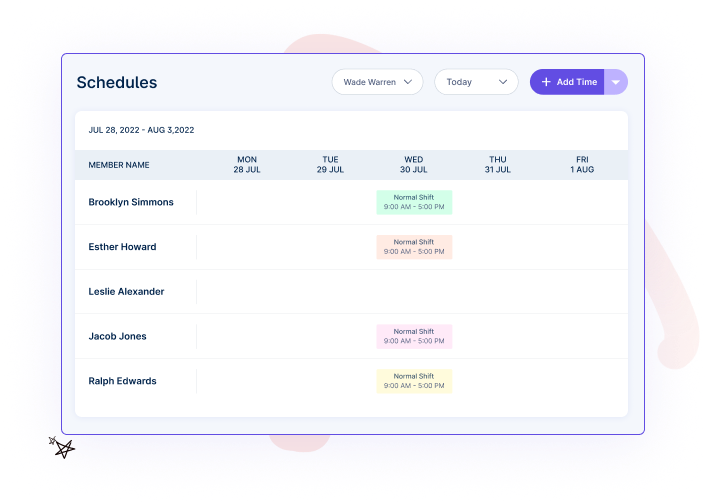 Schedules
Wade Warren
Today
+ Add Time
JUL 28, 2022 - AUG 3,2022
MEMBER NAME
MON TUE WED THU FRI
28 JUL 29 JUL 30 JUL 31 JUL 1 AUG
Brooklyn Simmons
Normal Shift
9:00 AM - 5:00 PM
Esther Howard
Normal Shift
9:00 AM - 5:00 PM
Leslie Alexander
Jacob Jones
Normal Shift
9:00 AM - 5:00 PM
Ralph Edwards
Normal Shift
9:00 AM - 5:00 PM